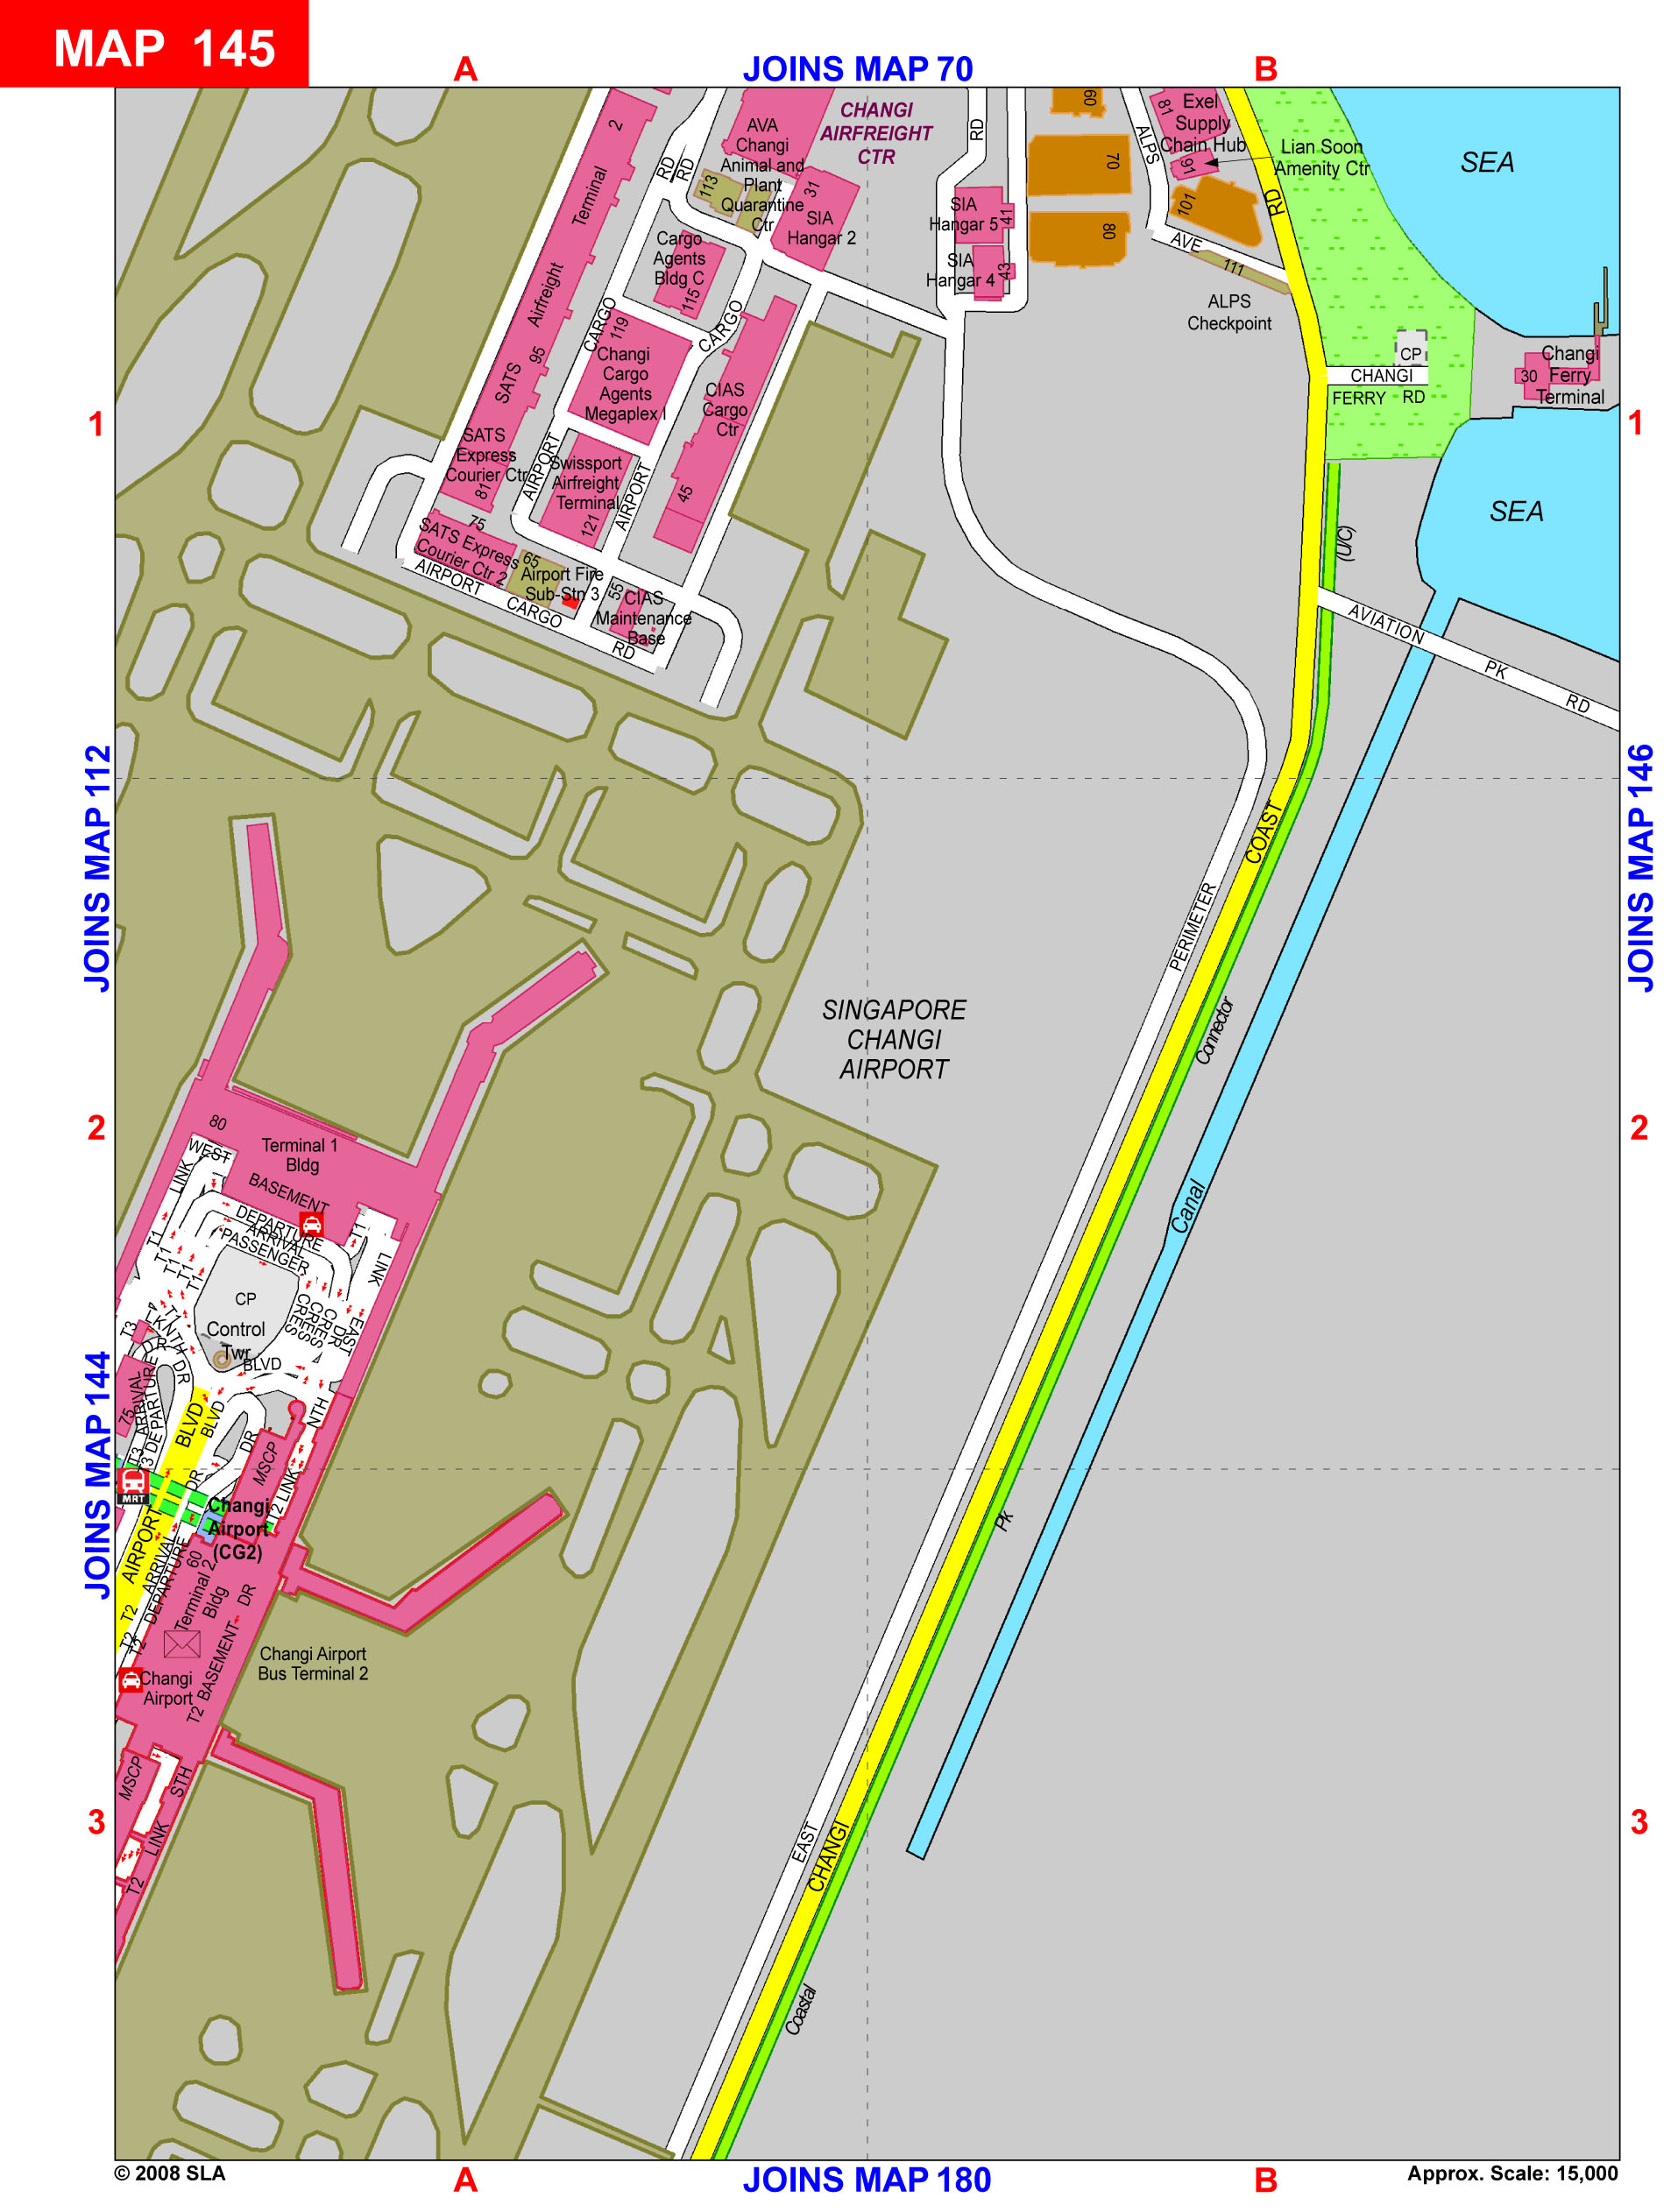 MAP 145
A
JOINS MAP 70
B
CHANGI
AIRFREIGHT
CTR
2
Terminal
Airfreight
SATS
95
RD
RD
113
AVA
Changi
Animal and
Plant
Quarantine
Ctr
31
SIA
Hangar 2
RD
SIA
Hangar 5
41
SIA
Hangar 4
43
60
70
80
ALPS
AVE
81
Exel
Supply
Chain Hub
91
101
111
Lian Soon
Amenity Ctr
RD
SEA
ALPS
Checkpoint
Cargo
Agents
Bldg C
115
CARGO
CARGO
119
Changi
Cargo
Agents
Megaplex I
CIAS
Cargo
Ctr
45
CP
CHANGI
FERRY RD
30
Changi
Ferry
Terminal
1
1
SATS
Express
Courier Ctr
81
AIRPORT
AIRPORT
Swissport
Airfreight
Terminal
121
75
SATS Express
Courier Ctr 2
65
Airport Fire
Sub-Stn 3
55
CIAS
Maintenance
Base
AIRPORT
CARGO
RD
SEA
(U/C)
AVIATION
PK
RD
JOINS MAP 112
JOINS MAP 146
COAST
PERIMETER
Connector
SINGAPORE
CHANGI
AIRPORT
2
2
80
Terminal 1
Bldg
WEST
LINK
BASEMENT
DEPARTURE
ARRIVAL
PASSENGER
T1
T1
T1
T1
T1
T1
LINK
Canal
CP
Control
Twr
CRES
CRES
CRES
DR
EAST
BLVD
T1
T3
LK
NTH
DR
DR
ARRIVAL
DEPARTURE
75
T3
T3
BLVD
BLVD
DR
DR
MSCP
NTH
T2 LINK
JOINS MAP 144
MRT
Changi
Airport
(CG2)
AIRPORT
ARRIVAL
DEPARTURE
60
Terminal 2
Bldg
DR
BASEMENT
T2
T2
T2
T2
Changi
Airport
Changi Airport
Bus Terminal 2
Pk
MSCP
STH
LINK
T2
3
3
EAST
CHANGI
Coastal
© 2008 SLA
A
JOINS MAP 180
B
Approx. Scale: 15,000